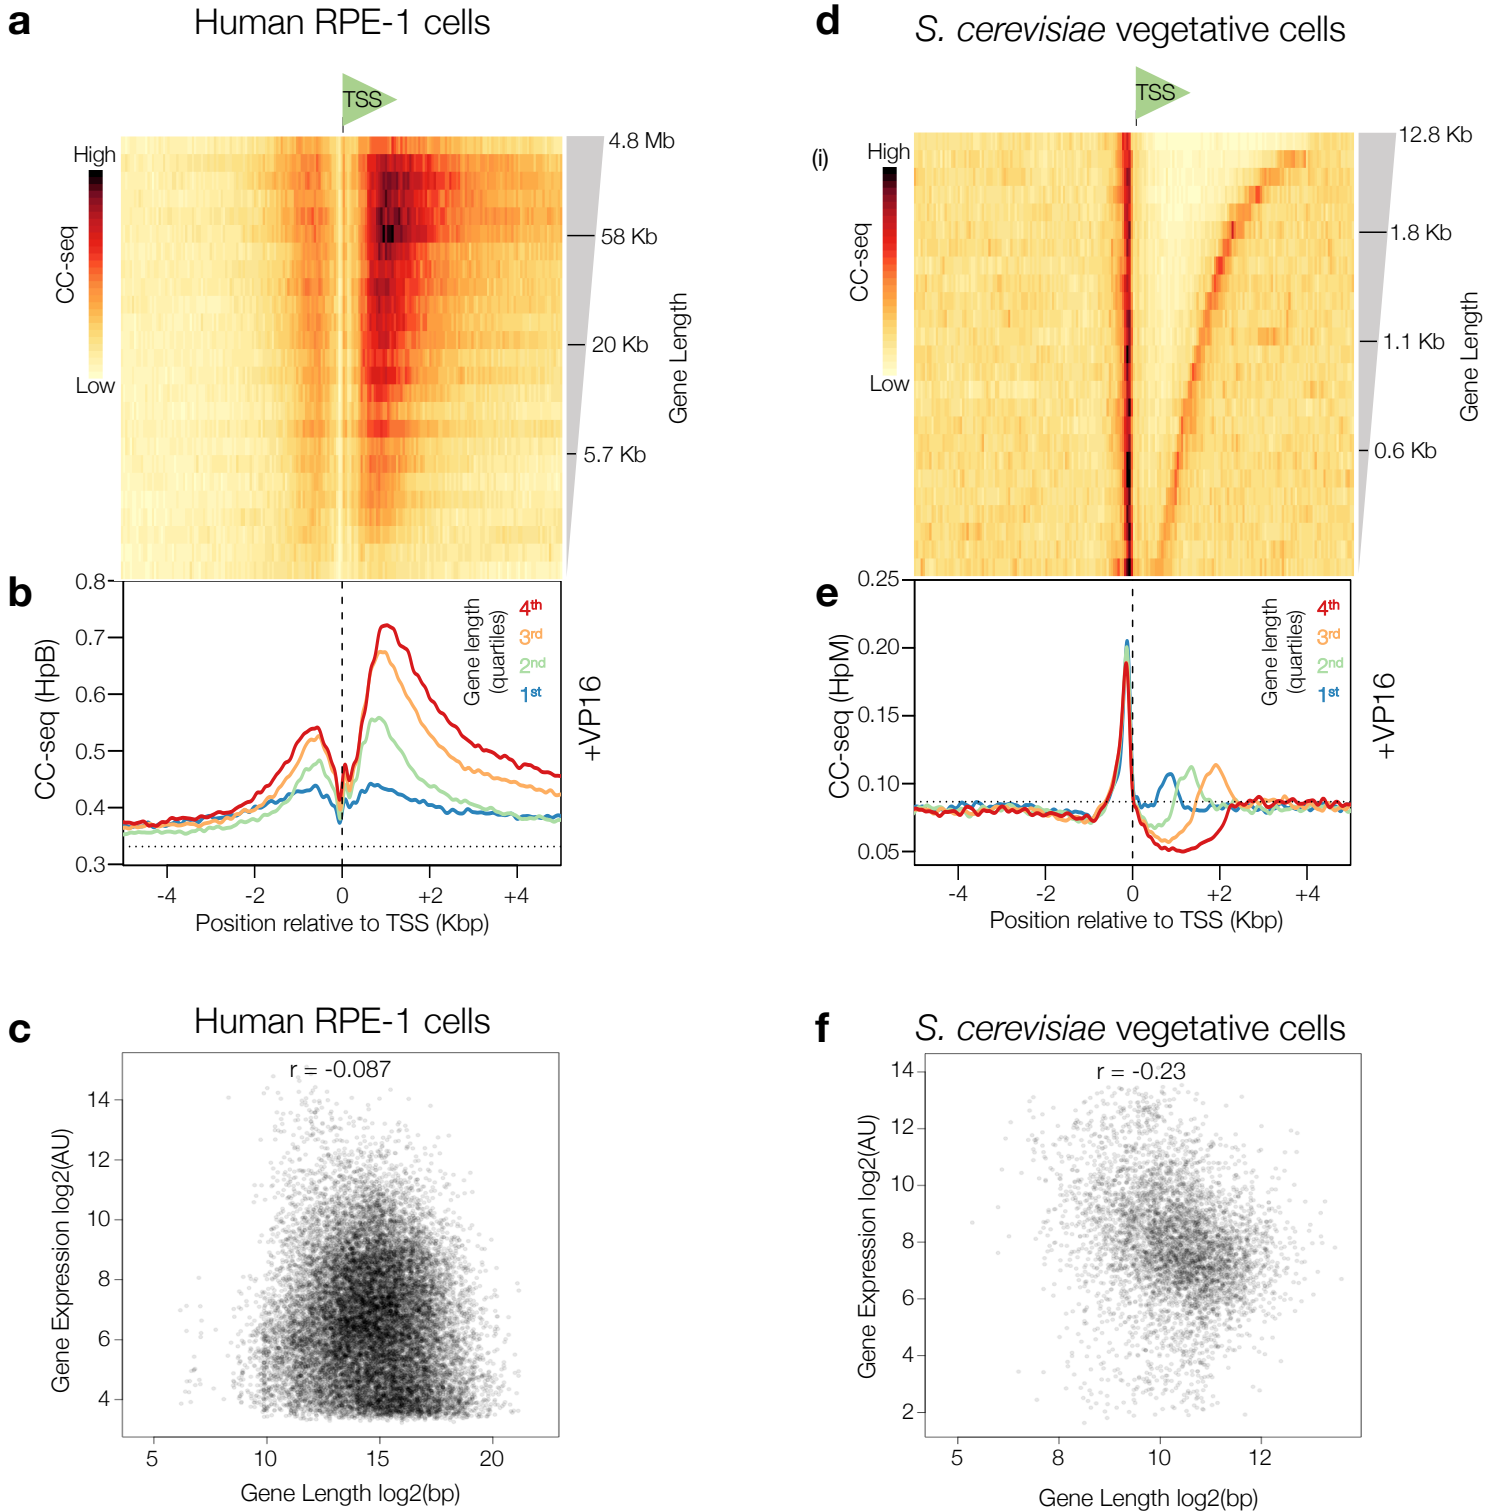 a
Human RPE-1 cells
TSS
High
CC-seq
Low
4.8 Mb
58 Kb
20 Kb
5.7 Kb
Gene Length
b
0.8
0.7
0.6
0.5
0.4
0.3
CC-seq (HpB)
Gene length
(quartiles)
4th
3rd
2nd
1st
+VP16
-4
-2
0
+2
+4
Position relative to TSS (Kbp)
c
Human RPE-1 cells
r = -0.087
14
12
10
8
6
4
Gene Expression log2(AU)
5
10
15
20
Gene Length log2(bp)
d
S. cerevisiae vegetative cells
TSS
(i)
High
CC-seq
Low
12.8 Kb
1.8 Kb
1.1 Kb
0.6 Kb
Gene Length
e
0.25
0.20
0.15
0.10
0.05
CC-seq (HpM)
Gene length
(quartiles)
4th
3rd
2nd
1st
+VP16
-4
-2
0
+2
+4
Position relative to TSS (Kbp)
f
S. cerevisiae vegetative cells
r = -0.23
14
12
10
8
6
4
2
Gene Expression log2(AU)
5
8
10
12
Gene Length log2(bp)